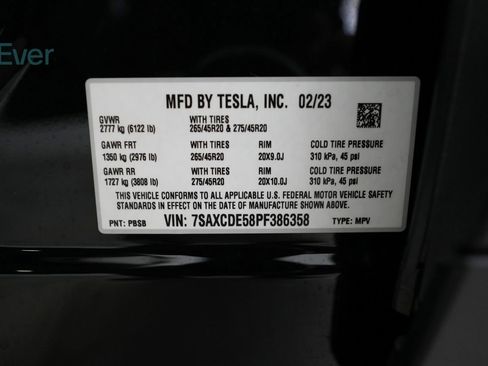 Ever
MFD BY TESLA, INC. 02/23
GVWR WITH TIRES
2777 kg (6122 lb) 265/45R20 & 275/45R20
GAWR FRT WITH TIRES RIM COLD TIRE PRESSURE
1350 kg (2976 lb) 265/45R20 20X9.0J 310 kPa, 45 psi
GAWR RR WITH TIRES RIM COLD TIRE PRESSURE
1727 kg (3808 lb) 275/45R20 20X10.0J 310 kPa, 45 psi
THIS VEHICLE CONFORMS TO ALL APPLICABLE U.S. FEDERAL MOTOR VEHICLE SAFETY
STANDARDS IN EFFECT ON THE DATE OF MANUFACTURE SHOWN ABOVE.
PNT: PBSB VIN: 7SAXCDE58PF386358 TYPE: MPV